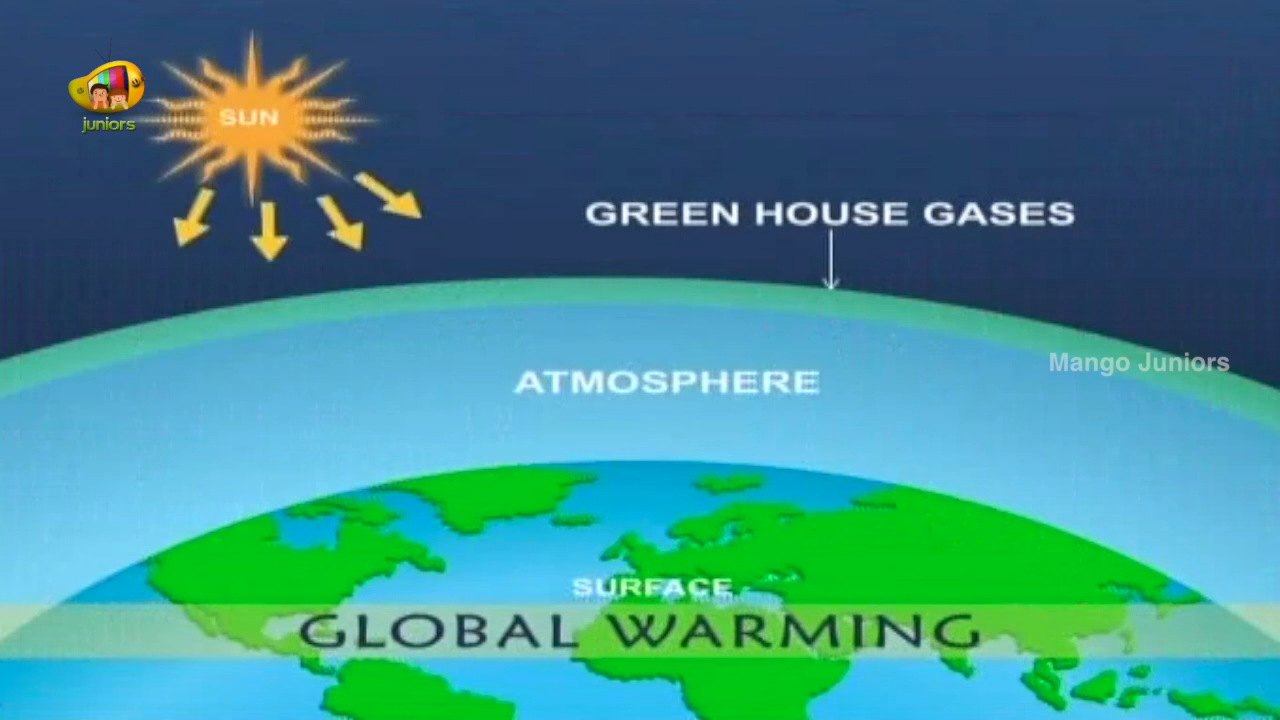 SUN
juniors
GREEN HOUSE GASES
ATMOSPHERE
Mango Juniors
SURFACE
GLOBAL WARMING